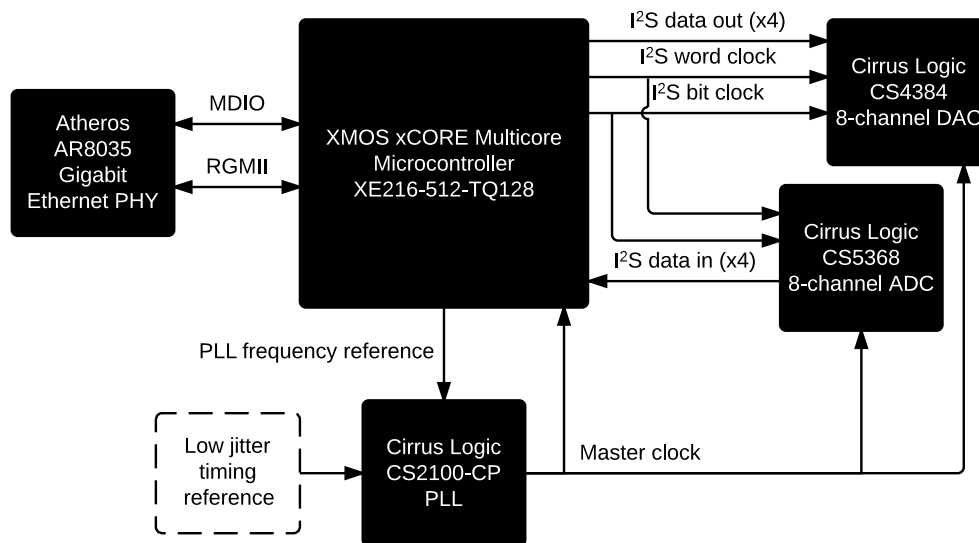 I²S data out (x4)
I²S word clock
I²S bit clock
Cirrus Logic
CS4384
8-channel DAC
MDIO
RGMII
Atheros
AR8035
Gigabit
Ethernet PHY
XMOS xCORE Multicore
Microcontroller
XE216-512-TQ128
Cirrus Logic
CS5368
8-channel ADC
I²S data in (x4)
PLL frequency reference
Low jitter
timing
reference
Cirrus Logic
CS2100-CP
PLL
Master clock